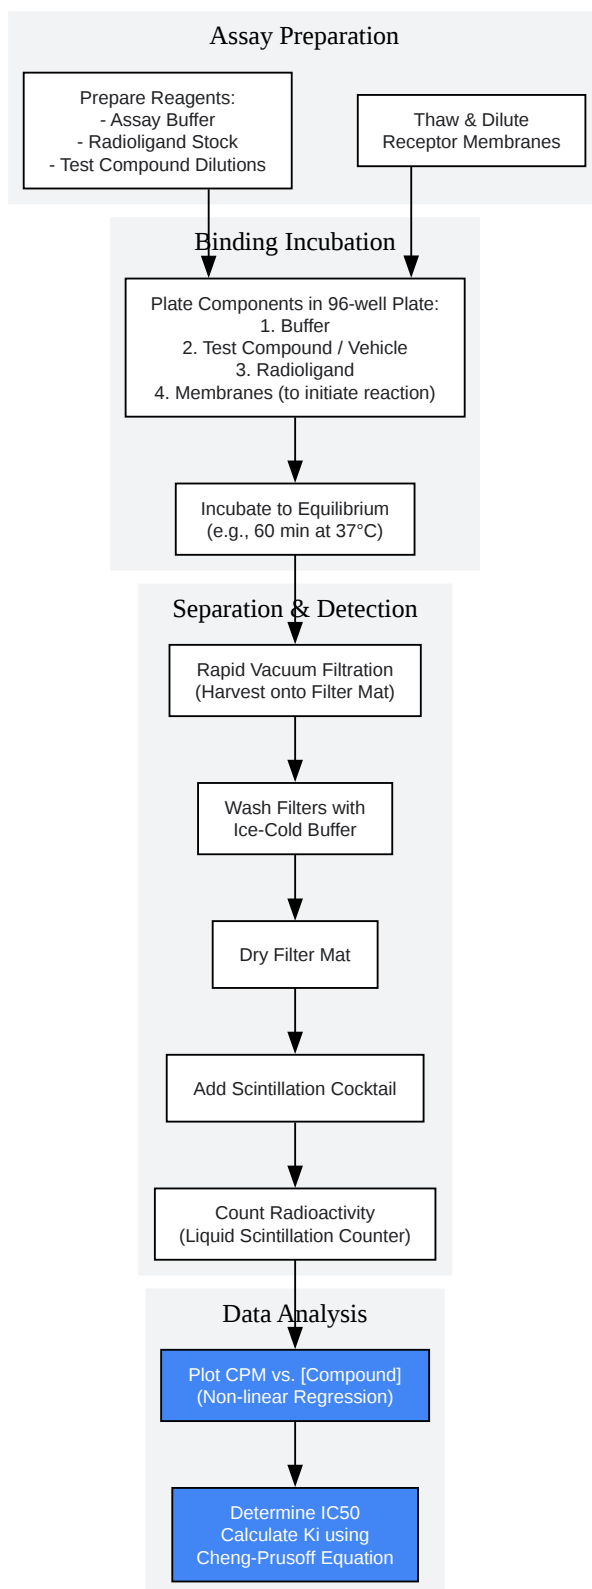 Assay Preparation
Prepare Reagents:
- Assay Buffer
- Radioligand Stock
- Test Compound Dilutions
Thaw & Dilute
Receptor Membranes
Binding Incubation
Plate Components in 96-well Plate:
1. Buffer
2. Test Compound / Vehicle
3. Radioligand
4. Membranes (to initiate reaction)
Incubate to Equilibrium
(e.g., 60 min at 37°C)
Separation & Detection
Rapid Vacuum Filtration
(Harvest onto Filter Mat)
Wash Filters with
Ice-Cold Buffer
Dry Filter Mat
Add Scintillation Cocktail
Count Radioactivity
(Liquid Scintillation Counter)
Data Analysis
Plot CPM vs. [Compound]
(Non-linear Regression)
Determine IC50
Calculate Ki using
Cheng-Prusoff Equation